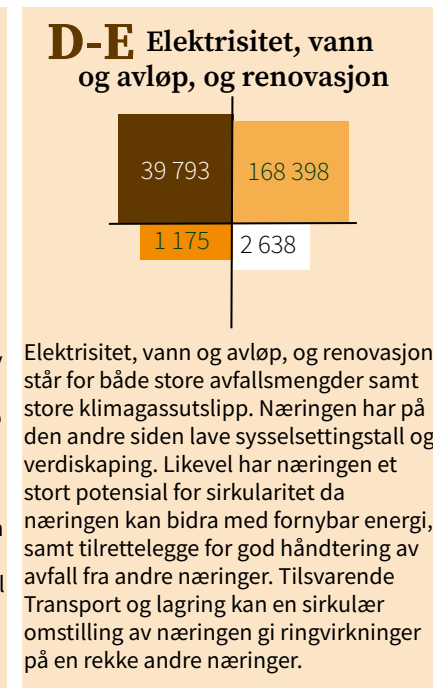 D-E Elektrisitet, vann
og avløp, og renovasjon
39 793
168 398
1 175
2 638
Elektrisitet, vann og avløp, og renovasjon
står for både store avfallsmengder samt
store klimagassutslipp. Næringen har på
den andre siden lave sysselsettingstall og
verdiskaping. Likevel har næringen et
stort potensial for sirkularitet da
næringen kan bidra med fornybar energi,
samt tilrettelegge for god håndtering av
avfall fra andre næringer. Tilsvarende
Transport og lagring kan en sirkulær
omstilling av næringen gi ringvirkninger
på en rekke andre næringer.